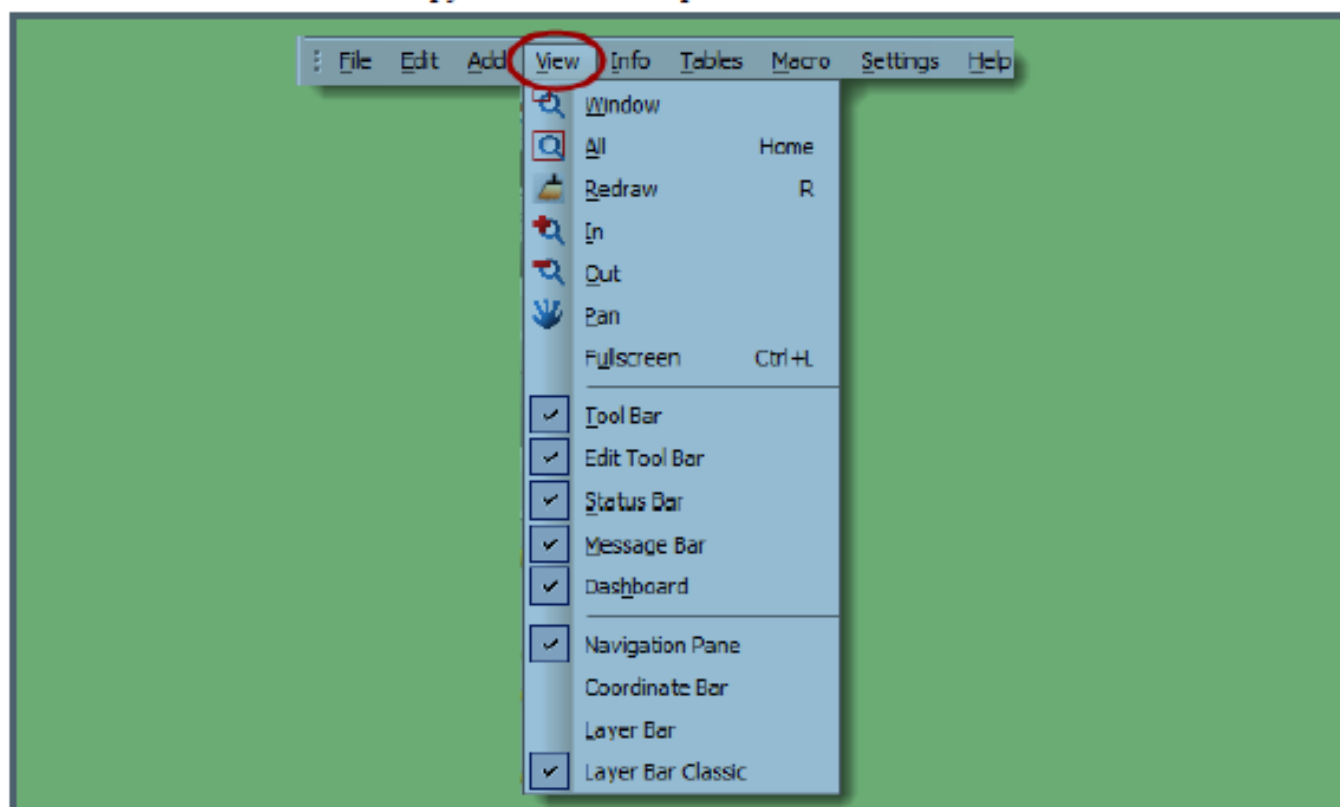 File Edit Add View Info Tables Macro Settings Help
Window
All Home
Redraw R
In
Out
Pan
Fullscreen Ctrl+L
Tool Bar
Edit Tool Bar
Status Bar
Message Bar
Dashboard
Navigation Pane
Coordinate Bar
Layer Bar
Layer Bar Classic